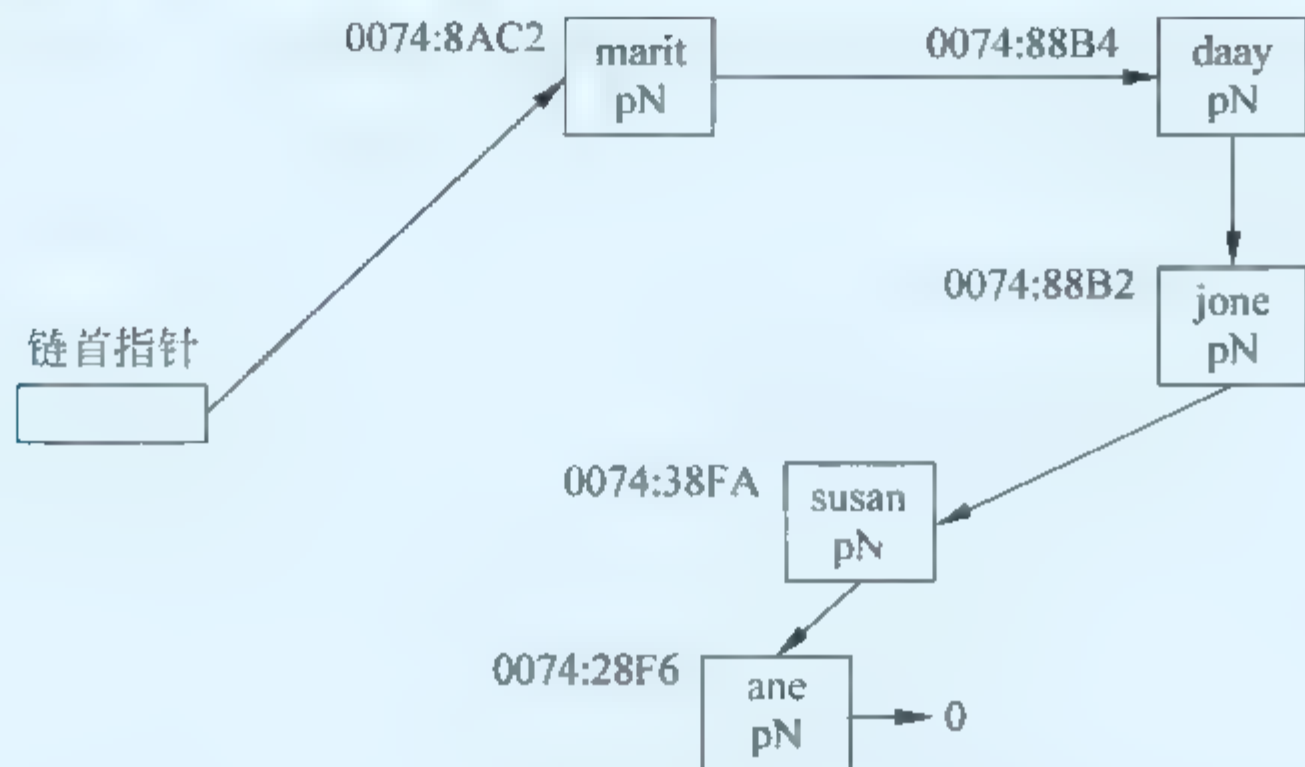 0074:8AC2
marit
pN
0074:88B4
daay
pN
0074:88B2
jone
pN
链首指针
0074:38FA
susan
pN
0074:28F6
ane
pN
0